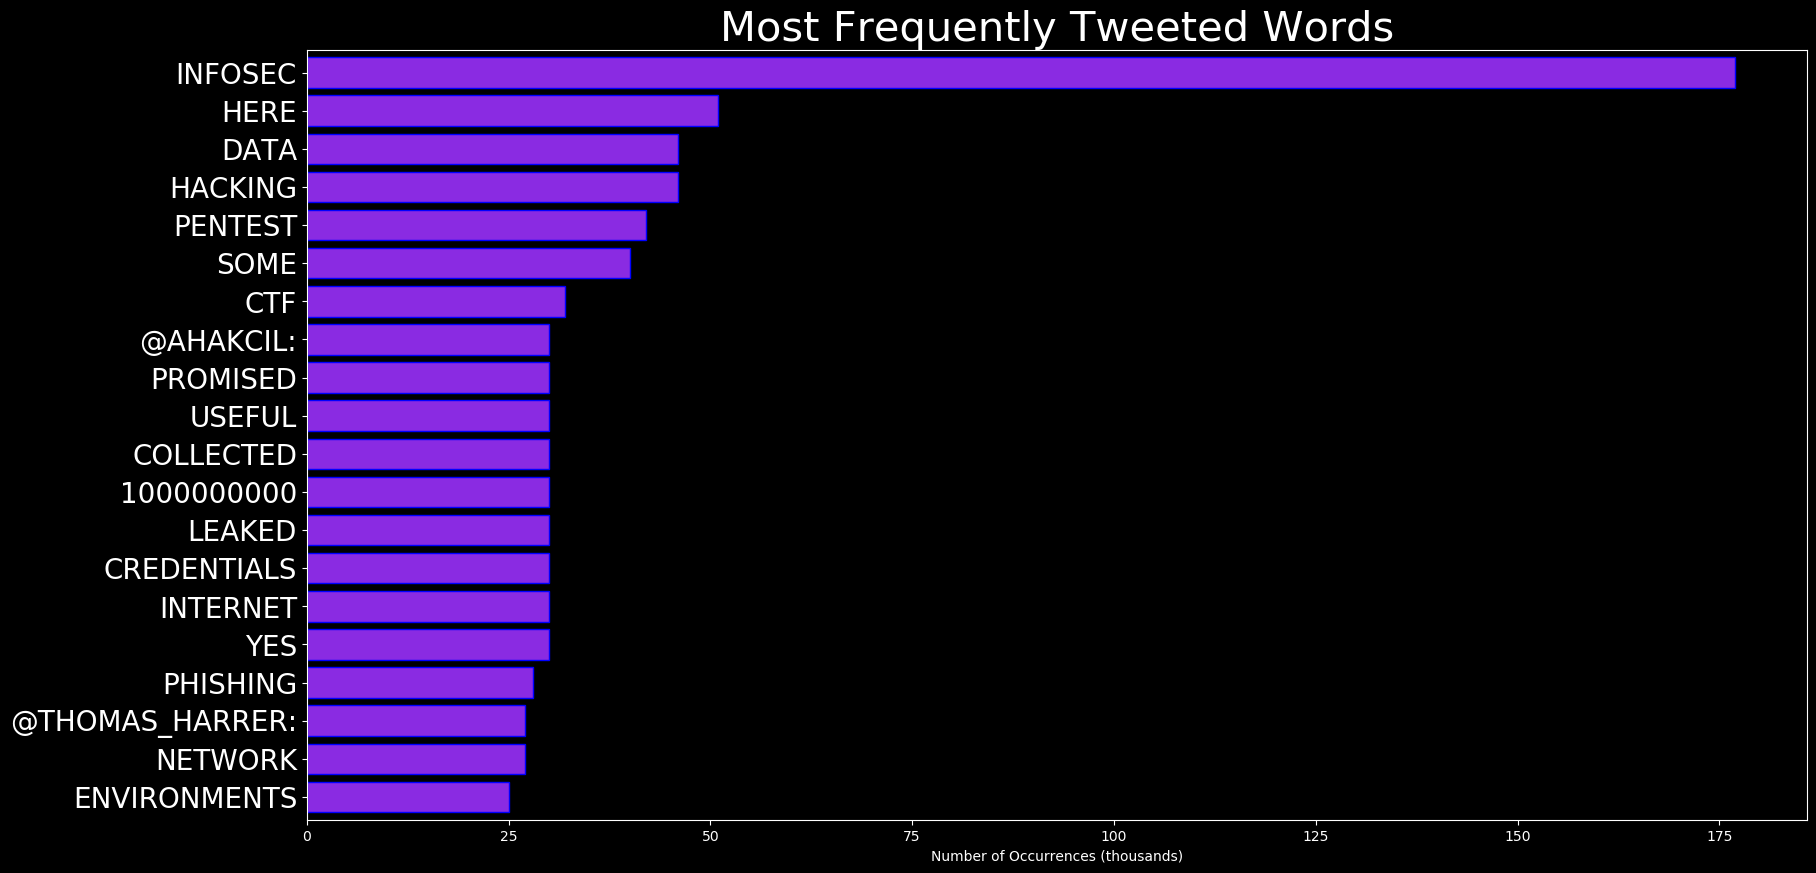 Most Frequently Tweeted Words
INFOSEC
HERE
DATA
HACKING
PENTEST
SOME
CTF
@AHAKCIL:
PROMISED
USEFUL
COLLECTED
1000000000
LEAKED
CREDENTIALS
INTERNET
YES
PHISHING
@THOMAS_HARRER:
NETWORK
ENVIRONMENTS
0 25 50 75 100 125 150 175
Number of Occurrences (thousands)